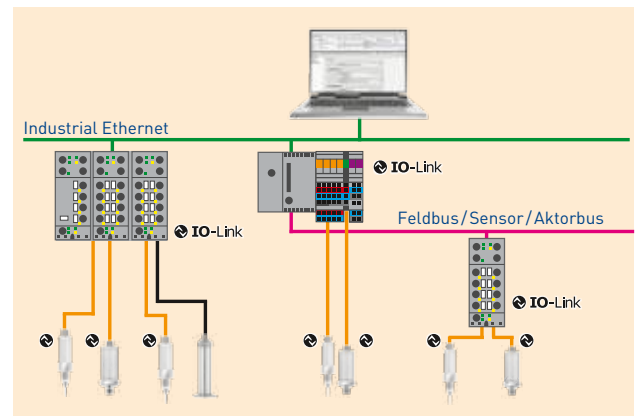 Industrial Ethernet
IO-Link
Feldbus/Sensor/Aktorbus
IO-Link
IO-Link